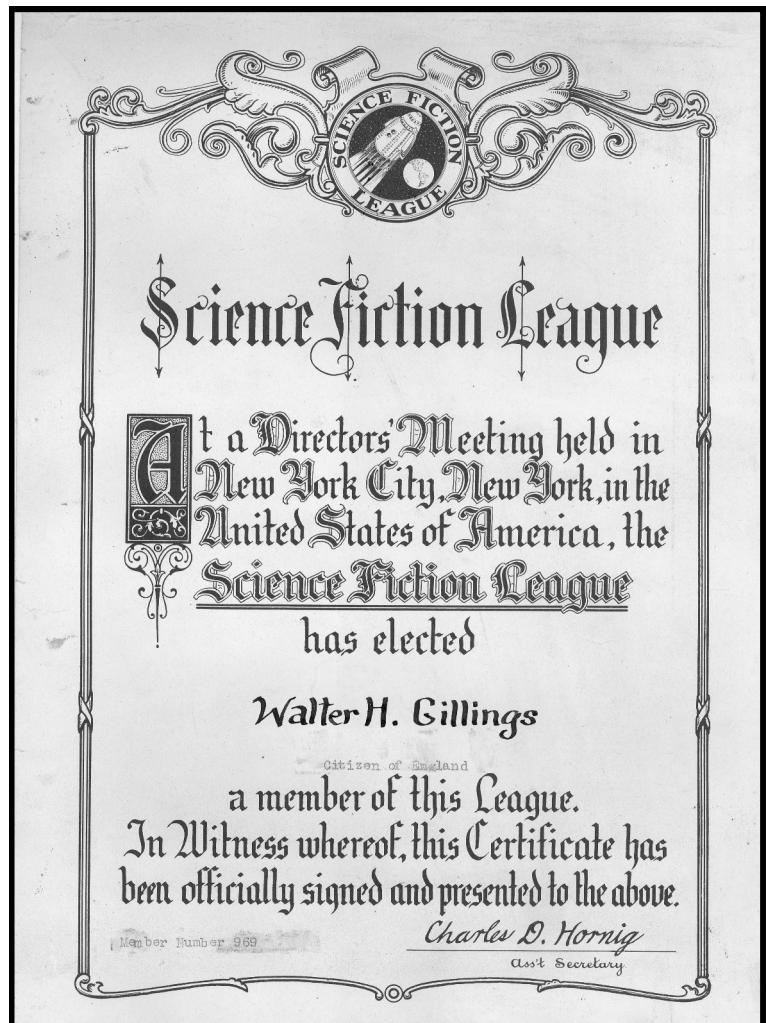 SCIENCE FICTION
LEAGUE
Science Fiction League
At a Directors' Meeting held in
New York City, New York, in the
United States of America, the
Science Fiction League
has elected
Walter H. Gillings
Citizen of England
a member of this League.
In Witness whereof, this Certificate has
been officially signed and presented to the above.
Member Number 969
Charles D. Hornig
Ass't Secretary